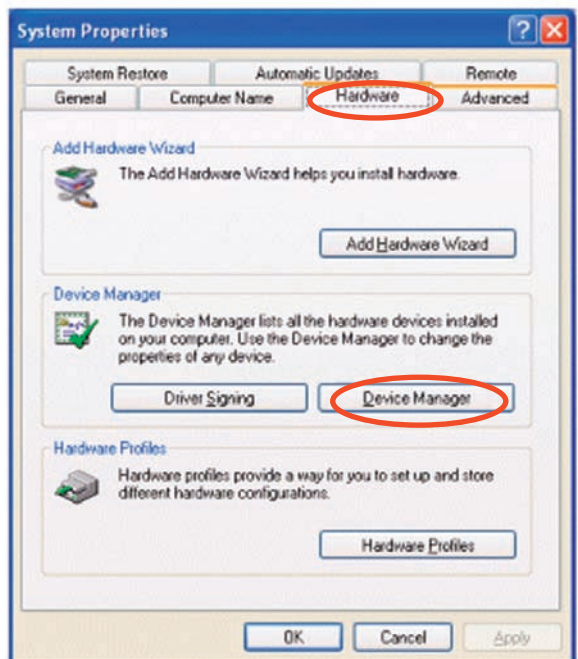 System Properties
System Restore Automatic Updates Remote
General Computer Name Hardware Advanced
Add Hardware Wizard
The Add Hardware Wizard helps you install hardware.
Add Hardware Wizard
Device Manager
The Device Manager lists all the hardware devices installed
on your computer. Use the Device Manager to change the
properties of any device.
Driver Signing Device Manager
Hardware Profiles
Hardware profiles provide a way for you to set up and store
different hardware configurations.
Hardware Profiles
OK Cancel Apply